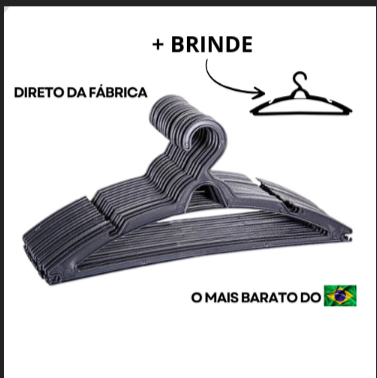 + BRINDE
DIRETO DA FÁBRICA
O MAIS BARATO DO